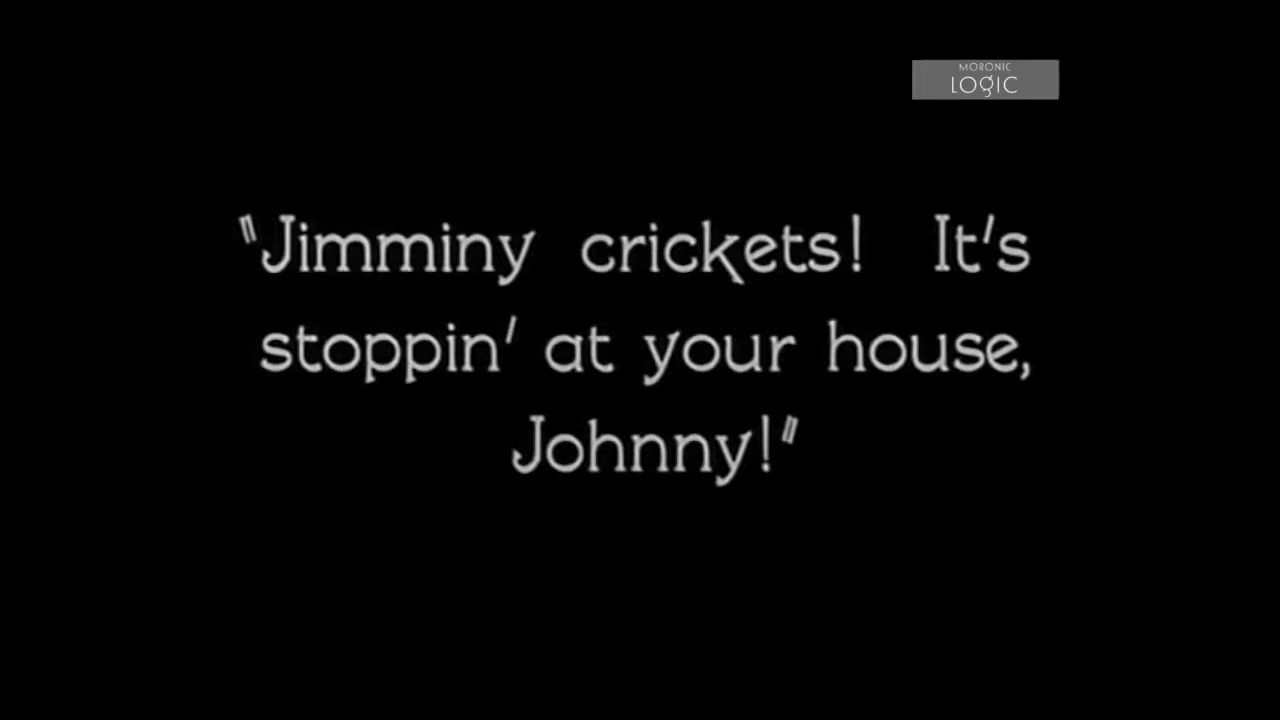 MORONIC
LOGIC
"Jimminy crickets! It's
stoppin' at your house,
Johnny!"